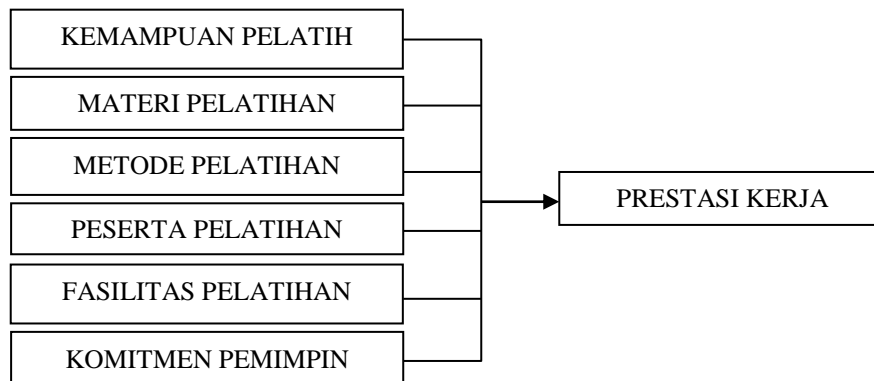 KEMAMPUAN PELATIH
MATERI PELATIHAN
METODE PELATIHAN
PESERTA PELATIHAN
FASILITAS PELATIHAN
KOMITMEN PEMIMPIN
PRESTASI KERJA